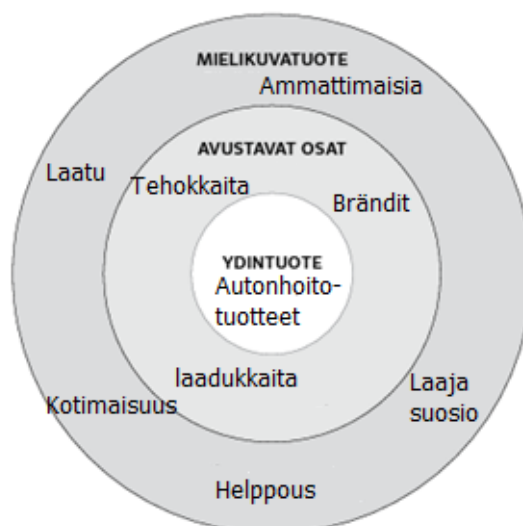 MIELIKUVATUOTE
Ammattimaisia
AVUSTAVAT OSAT
Laatu
Tehokkaita
Brändit
YDINTUOTE
Autonhoito-
tuotteet
laadukkaita
Laaja
suosio
Kotimaisuus
Helppous